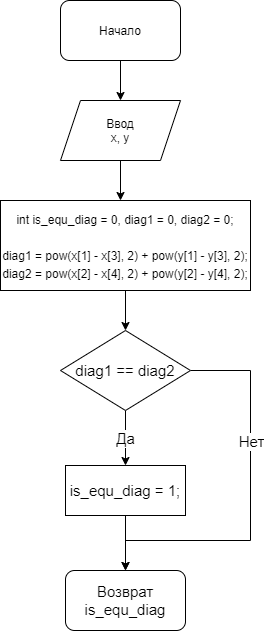 Начало
Ввод
x, y
int is_equ_diag = 0, diag1 = 0, diag2 = 0;
diag1 = pow(x[1] - x[3], 2) + pow(y[1] - y[3], 2);
diag2 = pow(x[2] - x[4], 2) + pow(y[2] - y[4], 2);
diag1 == diag2
Да
Нет
is_equ_diag = 1;
Возврат
is_equ_diag